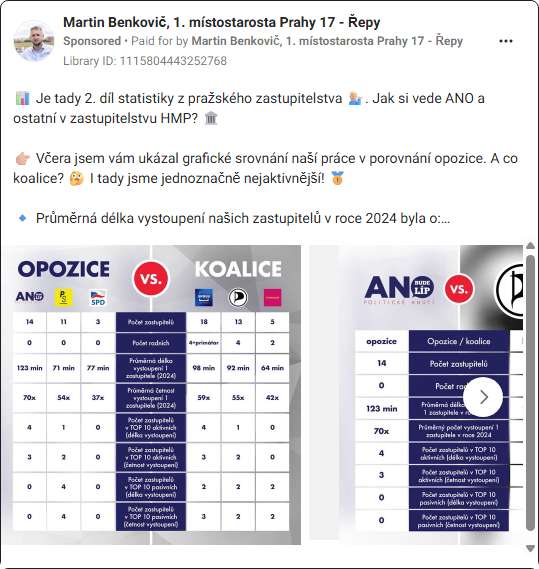 Martin Benkovič, 1. místostarosta Prahy 17 - Řepy
Sponsored • Paid for by Martin Benkovič, 1. místostarosta Prahy 17 - Řepy
Library ID: 1115804443252768
📊 Je tady 2. díl statistiky z pražského zastupitelstva 💁🏼‍♂️. Jak si vede ANO a
ostatní v zastupitelstvu HMP? 🏛️
👉🏼 Včera jsem vám ukázal grafické srovnání naší práce v porovnání opozice. A co
koalice? 🤔 I tady jsme jednoznačně nejaktivnější! 🥇
🔹 Průměrná délka vystoupení našich zastupitelů v roce 2024 byla o:...
OPOZICE VS. KOALICE
ANO SPD
14 11 3 Počet zastupitelů 18 13 5
0 0 0 Počet radních 4+primátor 4 2
123 min 71 min 77 min Průměrná délka vystoupení 1 zastupitele (2024) 98 min 92 min 64 min
70x 54x 37x Průměrná četnost vystoupení 1 zastupitele (2024) 59x 55x 42x
4 1 0 Počet zastupitelů v TOP 10 aktivních (délka vystoupení) 4 1 0
3 2 0 Počet zastupitelů v TOP 10 aktivních (četnost vystoupení) 3 2 0
0 4 0 Počet zastupitelů v TOP 10 pasivních (délka vystoupení) 2 2 2
0 4 0 Počet zastupitelů v TOP 10 pasivních (četnost vystoupení) 3 2 2
ANO BUDE LÍP VS.
POLITICKÉ HNUTÍ
opozice Opozice / koalice
14 Počet zastupitelů
0 Počet
123 min Průměrná délka vystoupení 1 zastupitele v roce 2024
70x Průměrný počet vystoupení 1 zastupitele v roce 2024
4 Počet zastupitelů v TOP 10 aktivních (délka vystoupení)
3 Počet zastupitelů v TOP 10 aktivních (četnost vystoupení)
0 Počet zastupitelů v TOP 10 pasivních (délka vystoupení)
0 Počet zastupitelů v TOP 10 pasivních (četnost vystoupení)